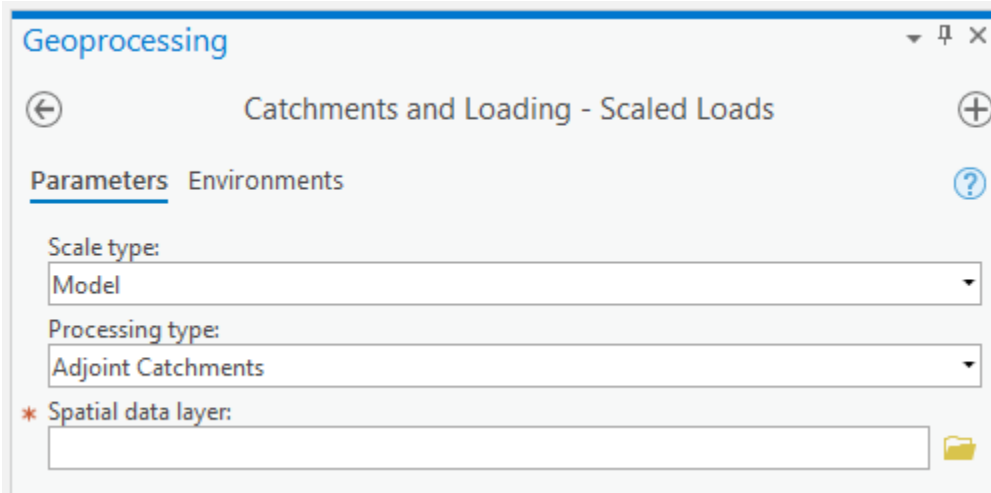 Geoprocessing
Catchments and Loading - Scaled Loads
Parameters Environments
?
Scale type:
Model
Processing type:
Adjoint Catchments
* Spatial data layer: